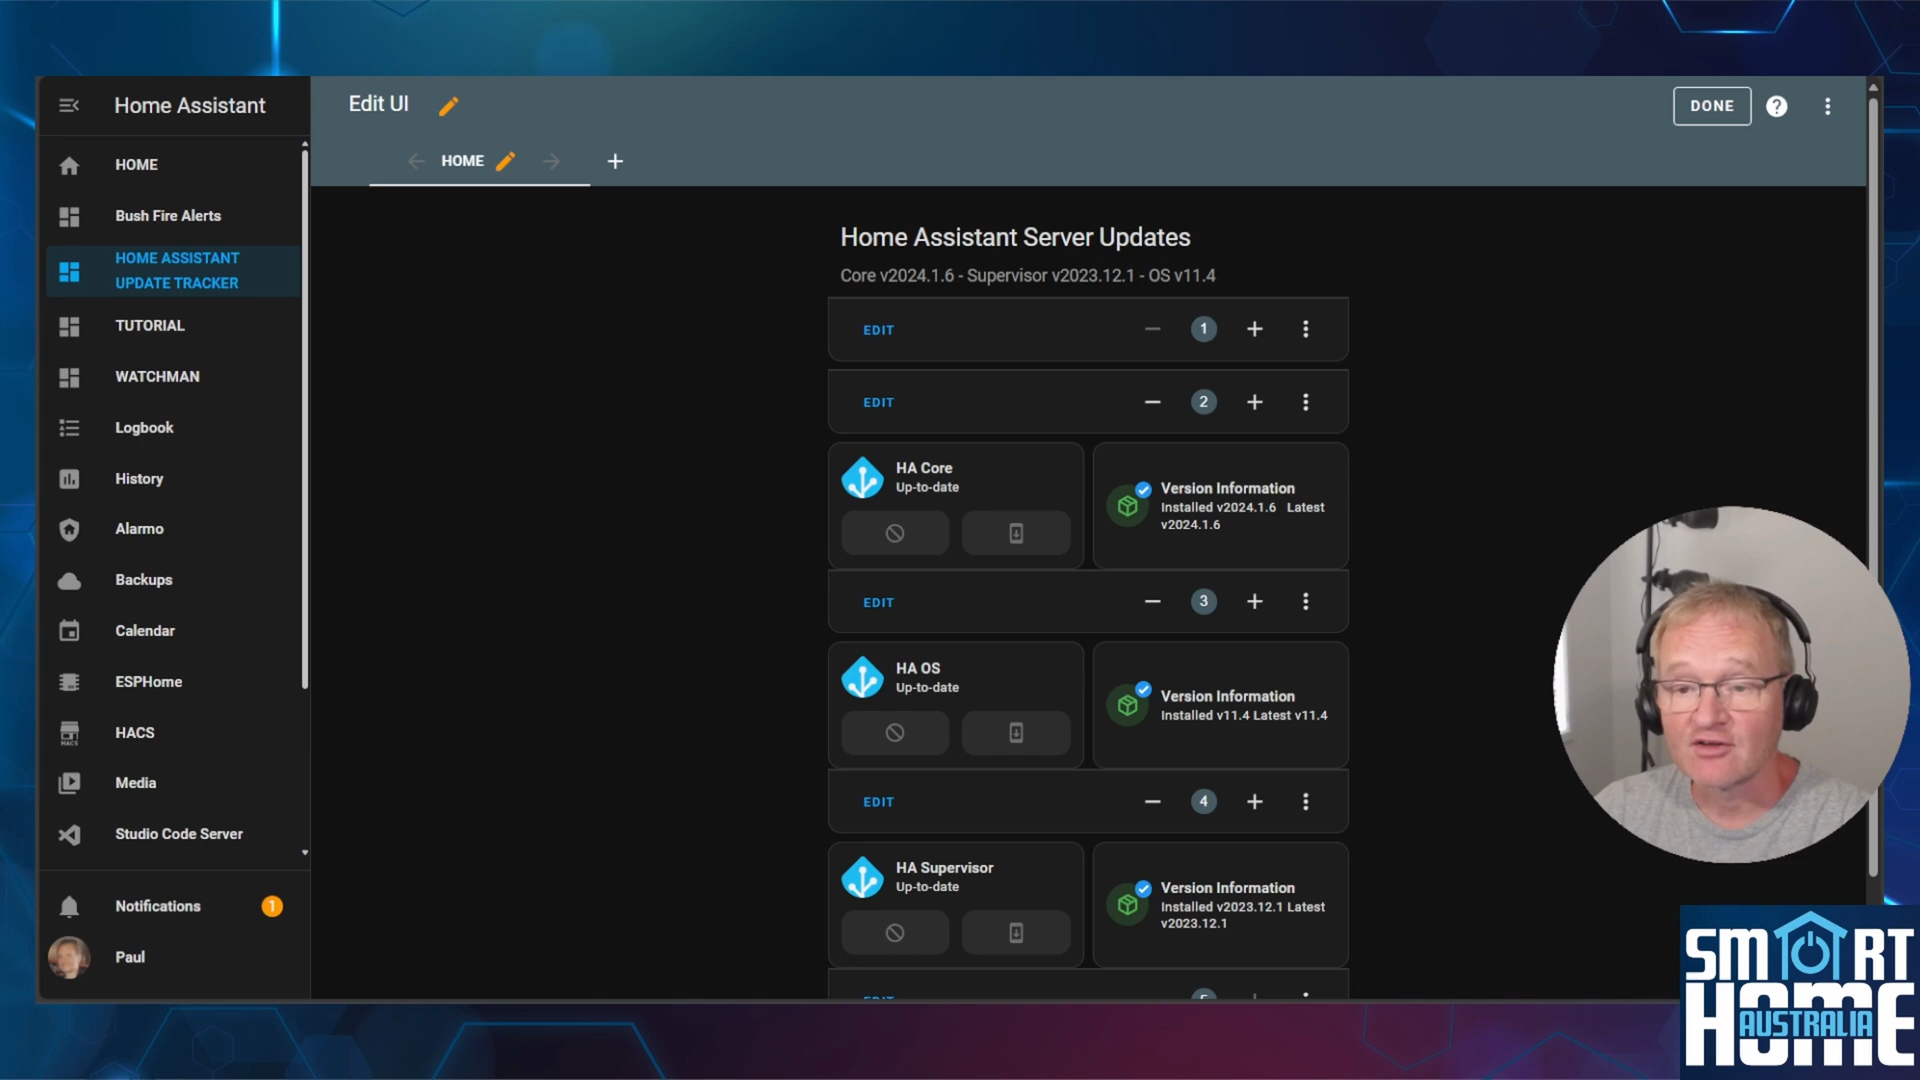 Home Assistant
HOME
Bush Fire Alerts
HOME ASSISTANT
UPDATE TRACKER
TUTORIAL
WATCHMAN
Logbook
History
Alarmo
Backups
Calendar
ESPHome
HACS
HACS
Media
Studio Code Server
Notifications
1
Paul
Edit UI
DONE
HOME
Home Assistant Server Updates
Core v2024.1.6 - Supervisor v2023.12.1 - OS v11.4
EDIT
1
EDIT
2
HA Core
Up-to-date
Version Information
Installed v2024.1.6 Latest
v2024.1.6
EDIT
3
HA OS
Up-to-date
Version Information
Installed v11.4 Latest v11.4
EDIT
4
HA Supervisor
Up-to-date
Version Information
Installed v2023.12.1 Latest
v2023.12.1
EDIT
5
SMART
HOME
AUSTRALIA